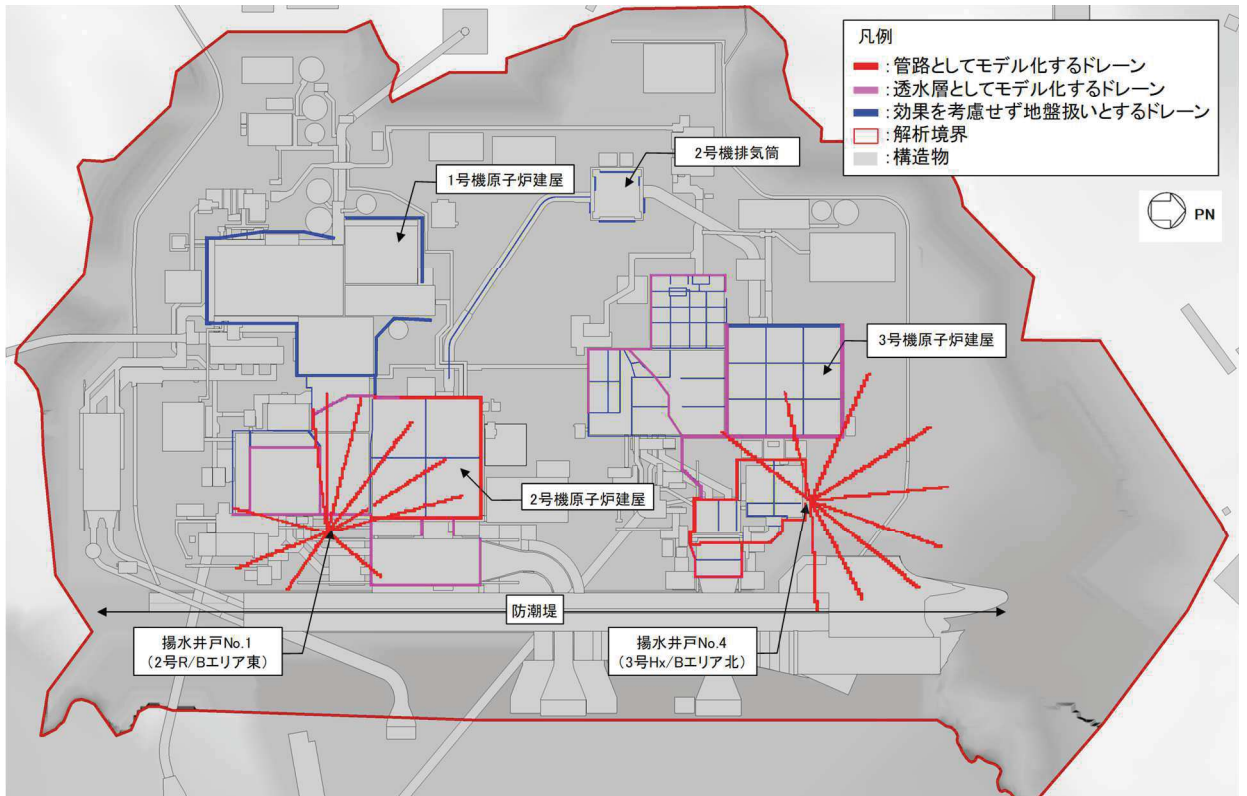 凡例
:管路としてモデル化するドレーン
:透水層としてモデル化するドレーン
:効果を考慮せず地盤扱いとするドレーン
:解析境界
:構造物
PN
2号機排気筒
1号機原子炉建屋
3号機原子炉建屋
2号機原子炉建屋
防潮堤
揚水井戸No.1
(2号R/Bエリア東)
揚水井戸No.4
(3号Hx/Bエリア北)